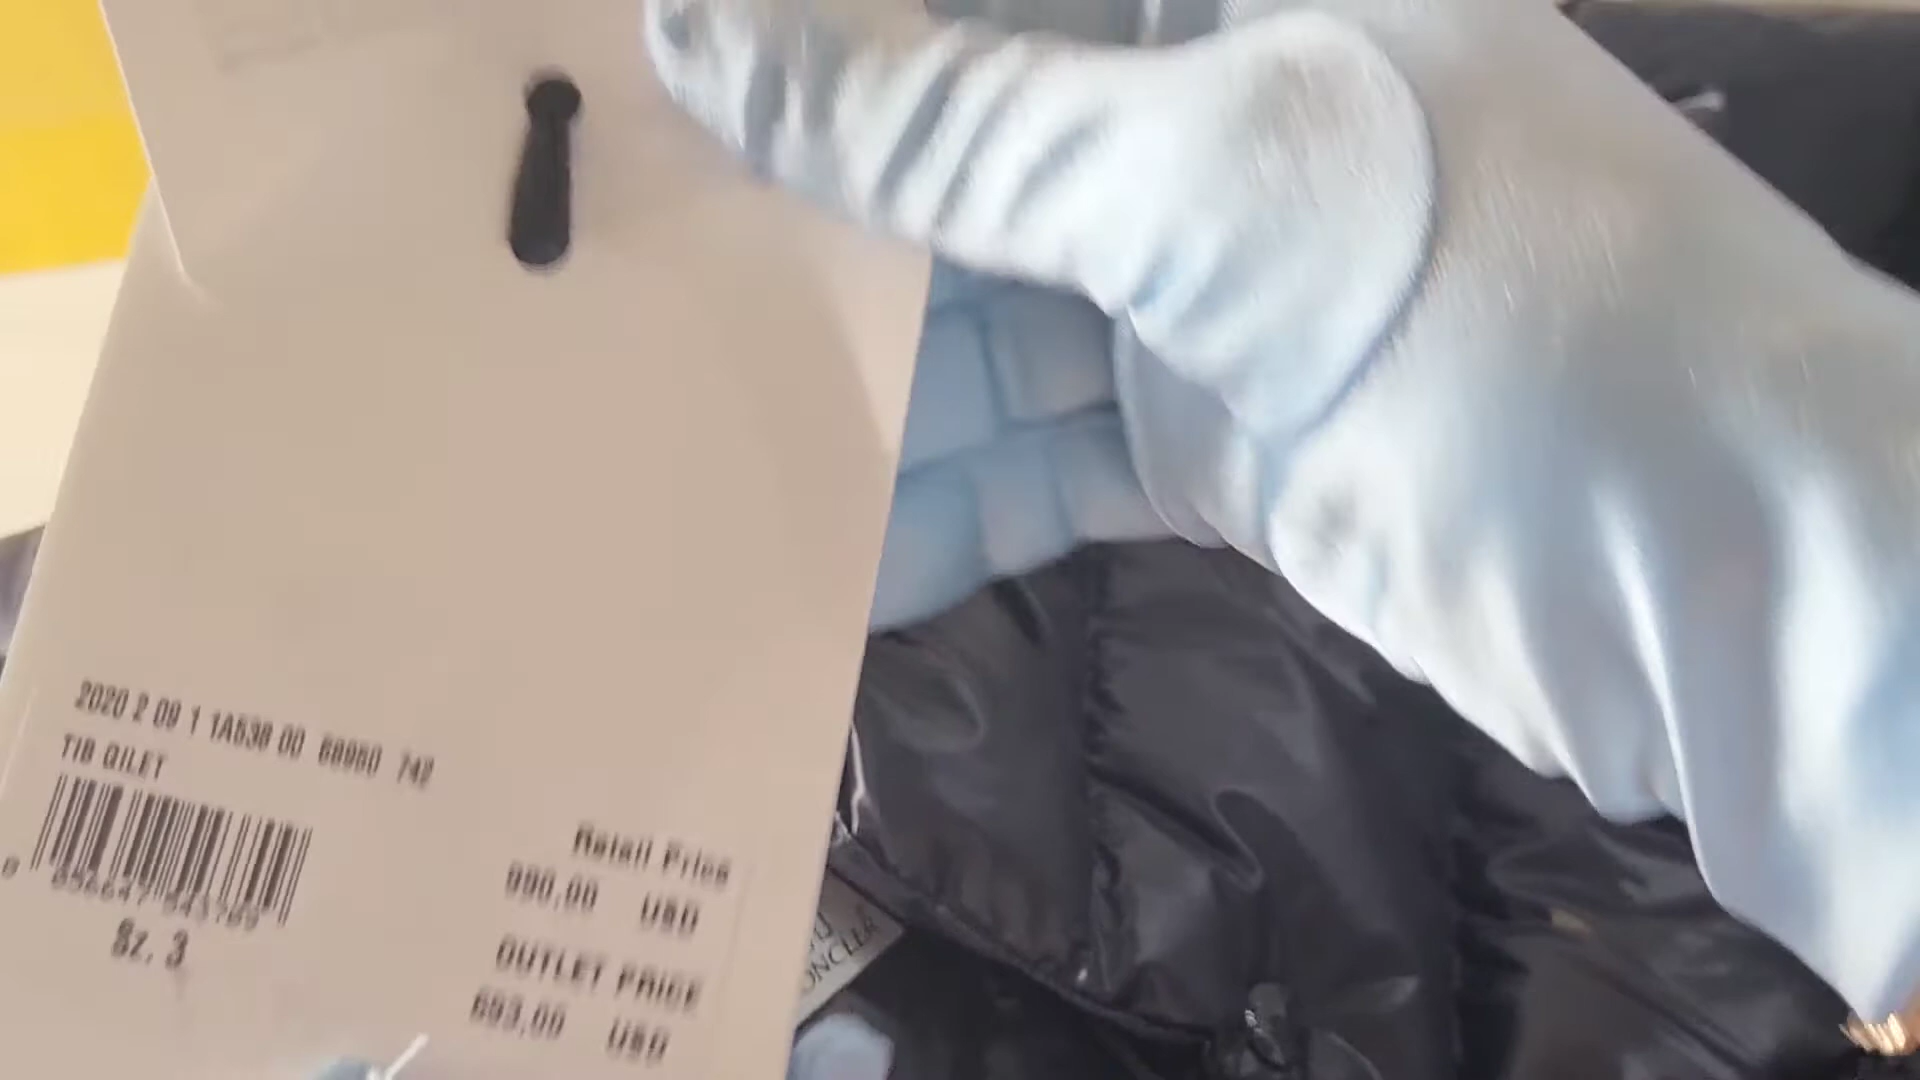 2020 2 09 1 1A538 00 68950 742
TIB GILET
Sz. 3
Retail Price
990,00 USD
OUTLET PRICE
693,00 USD